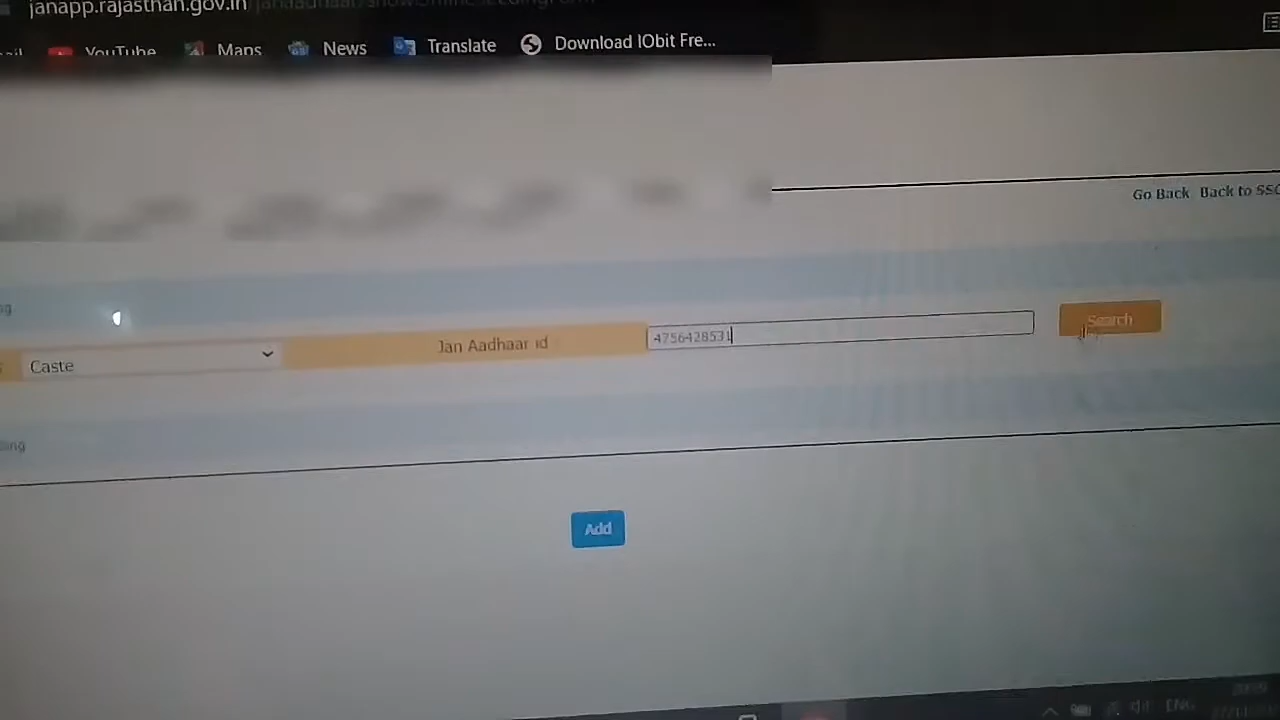 janapp.rajasthan.gov.in
YouTube Maps News Translate Download IObit Fre...
Go Back Back to SSO
Caste Jan Aadhaar id 4756428531 Search
Add
ENG